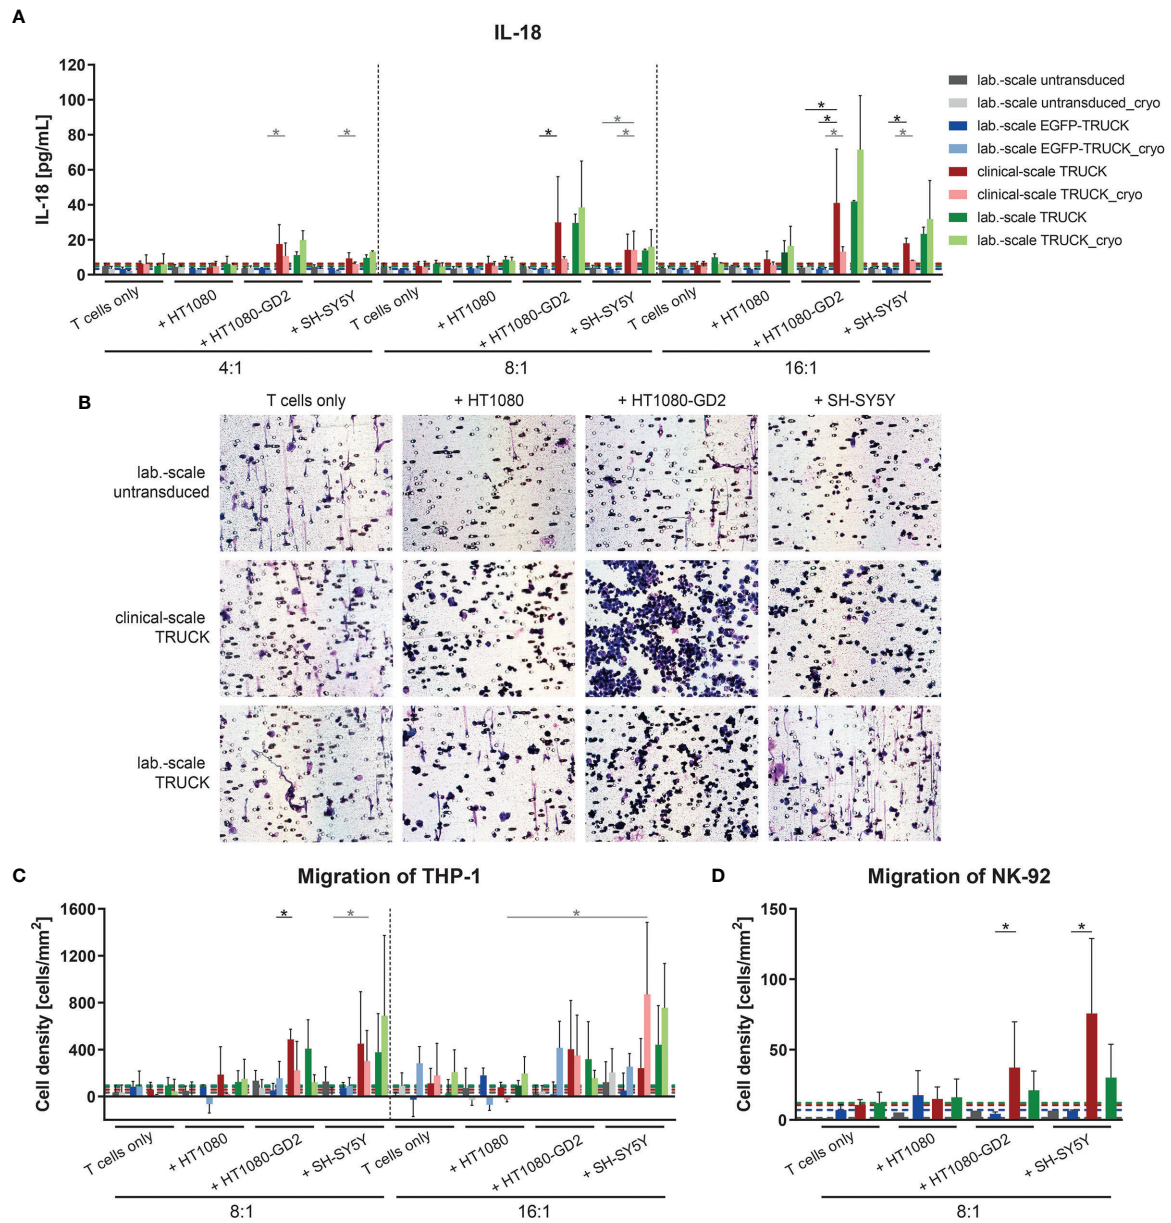 A
IL-18
IL-18 [pg/mL]
120
100
80
60
40
20
0
* * * * * * * * * * *
T cells only
+ HT1080
+ HT1080-GD2
+ SH-SY5Y
T cells only
+ HT1080
+ HT1080-GD2
+ SH-SY5Y
T cells only
+ HT1080
+ HT1080-GD2
+ SH-SY5Y
4:1
8:1
16:1
lab.-scale untransduced
lab.-scale untransduced_cryo
lab.-scale EGFP-TRUCK
lab.-scale EGFP-TRUCK_cryo
clinical-scale TRUCK
clinical-scale TRUCK_cryo
lab.-scale TRUCK
lab.-scale TRUCK_cryo
B
T cells only
+ HT1080
+ HT1080-GD2
+ SH-SY5Y
lab.-scale
untransduced
clinical-scale
TRUCK
lab.-scale
TRUCK
C
Migration of THP-1
Cell density [cells/mm²]
1600
1200
800
400
0
* * *
T cells only
+ HT1080
+ HT1080-GD2
+ SH-SY5Y
T cells only
+ HT1080
+ HT1080-GD2
+ SH-SY5Y
8:1
16:1
D
Migration of NK-92
Cell density [cells/mm²]
150
100
50
0
* *
T cells only
+ HT1080
+ HT1080-GD2
+ SH-SY5Y
8:1